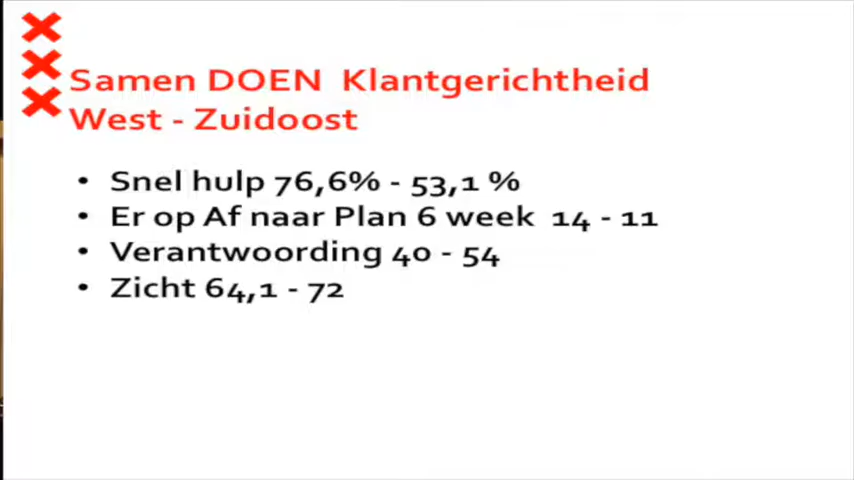 Samen DOEN Klantgerichtheid
West - Zuidoost
• Snel hulp 76,6% - 53,1 %
• Er op Af naar Plan 6 week 14 - 11
• Verantwoording 40 - 54
• Zicht 64,1 - 72